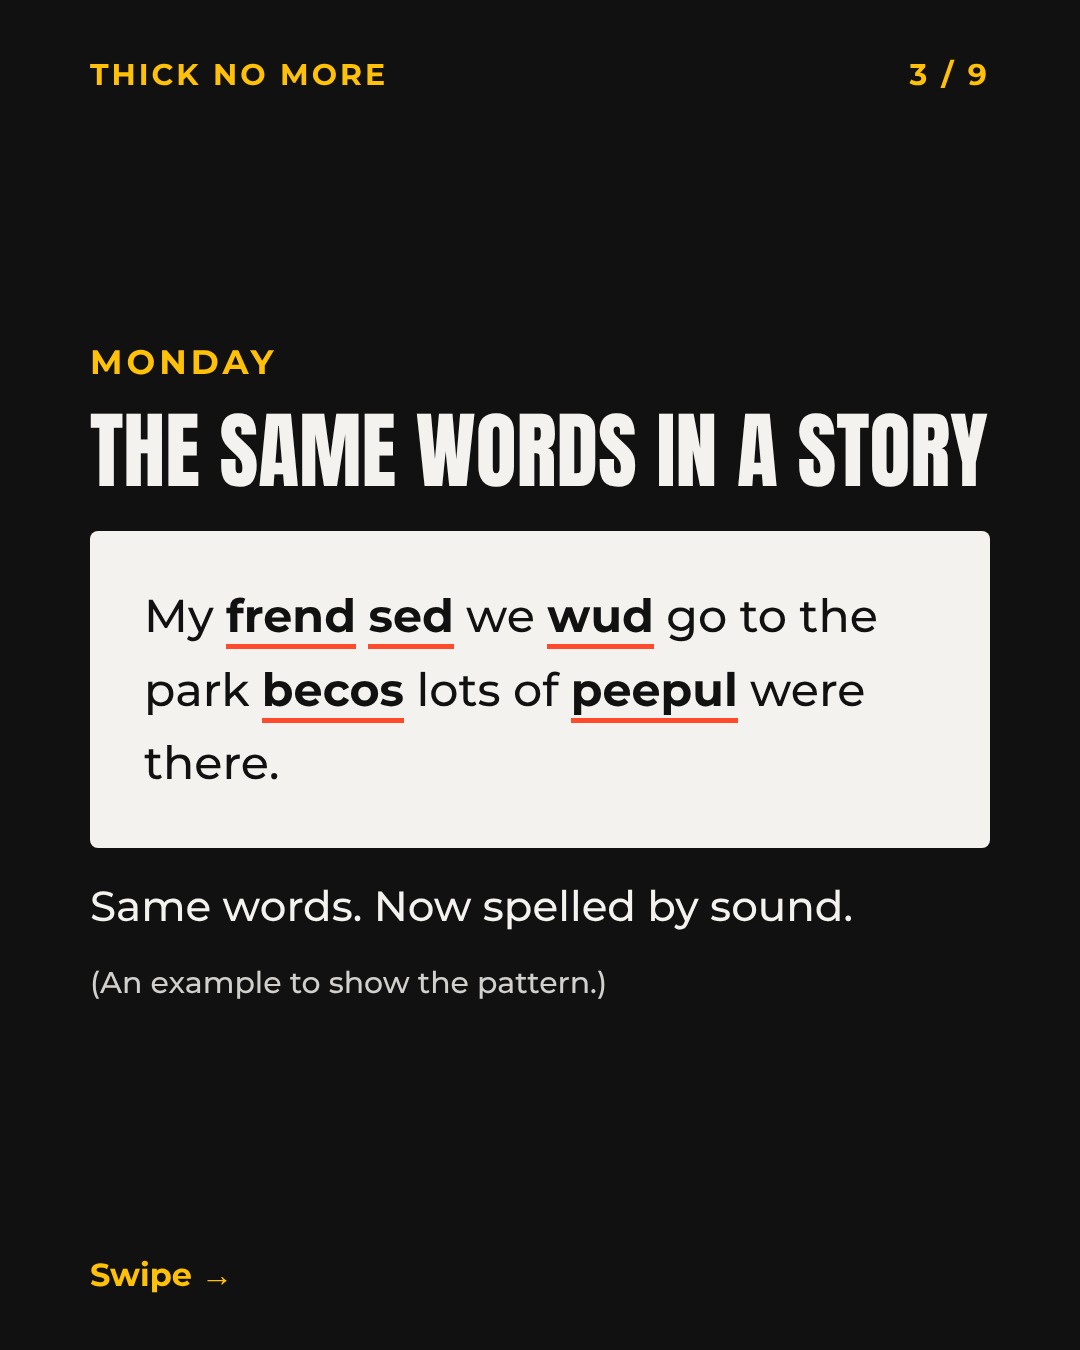 THICK NO MORE
3 / 9
MONDAY
THE SAME WORDS IN A STORY
My frend sed we wud go to the
park becos lots of peepul were
there.
Same words. Now spelled by sound.
(An example to show the pattern.)
Swipe →